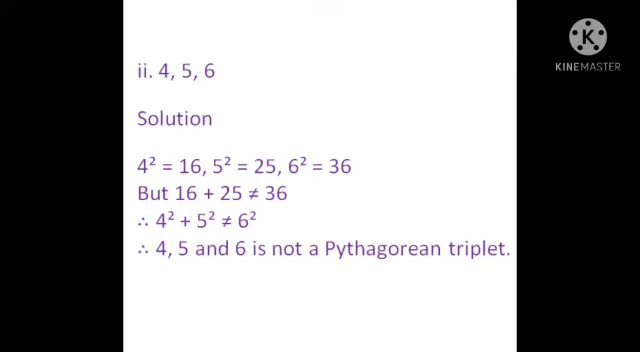 KINEMASTER
ii. 4, 5, 6
Solution
4² = 16, 5² = 25, 6² = 36
But 16 + 25 ≠ 36
∴ 4² + 5² ≠ 6²
∴ 4, 5 and 6 is not a Pythagorean triplet.